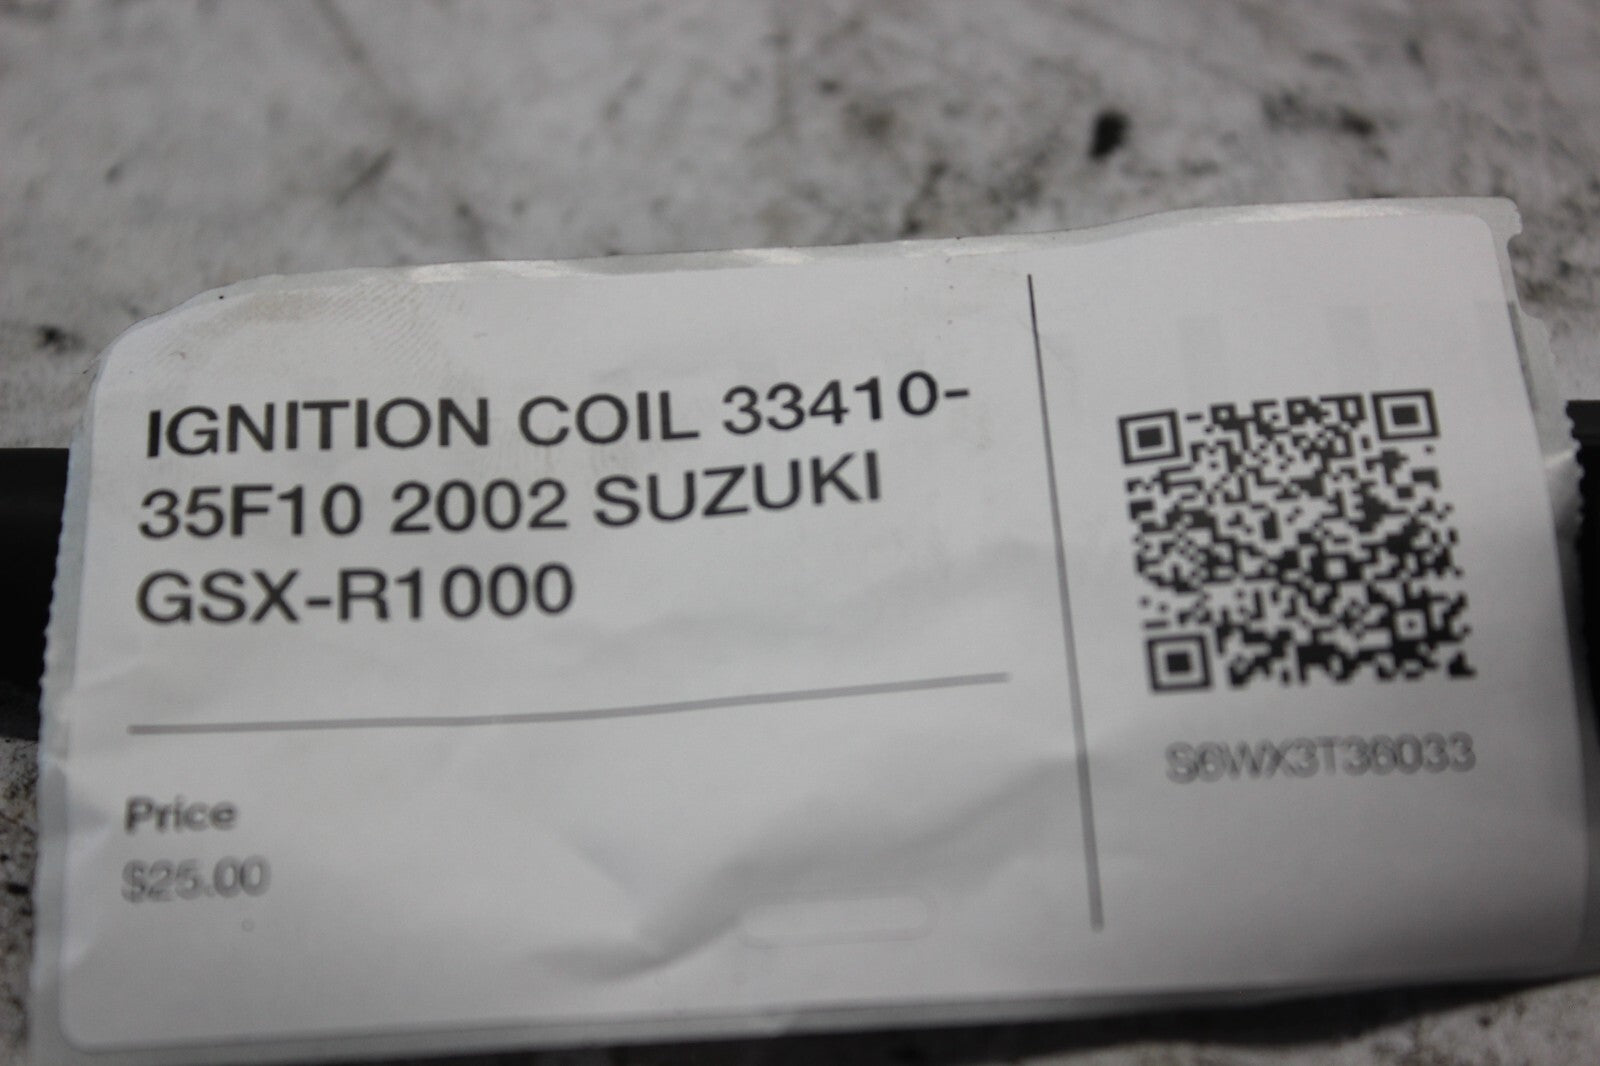 IGNITION COIL 33410-
35F10 2002 SUZUKI
GSX-R1000
Price
$25.00
S6WX3T36033